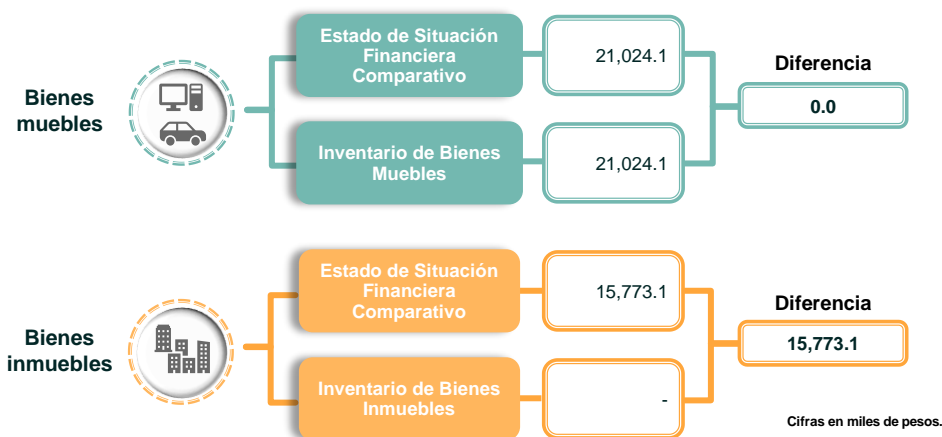 Bienes
muebles
Estado de Situación
Financiera
Comparativo
21,024.1
Inventario de Bienes
Muebles
21,024.1
Diferencia
0.0
Bienes
inmuebles
Estado de Situación
Financiera
Comparativo
15,773.1
Inventario de Bienes
Inmuebles
-
Diferencia
15,773.1
Cifras en miles de pesos.